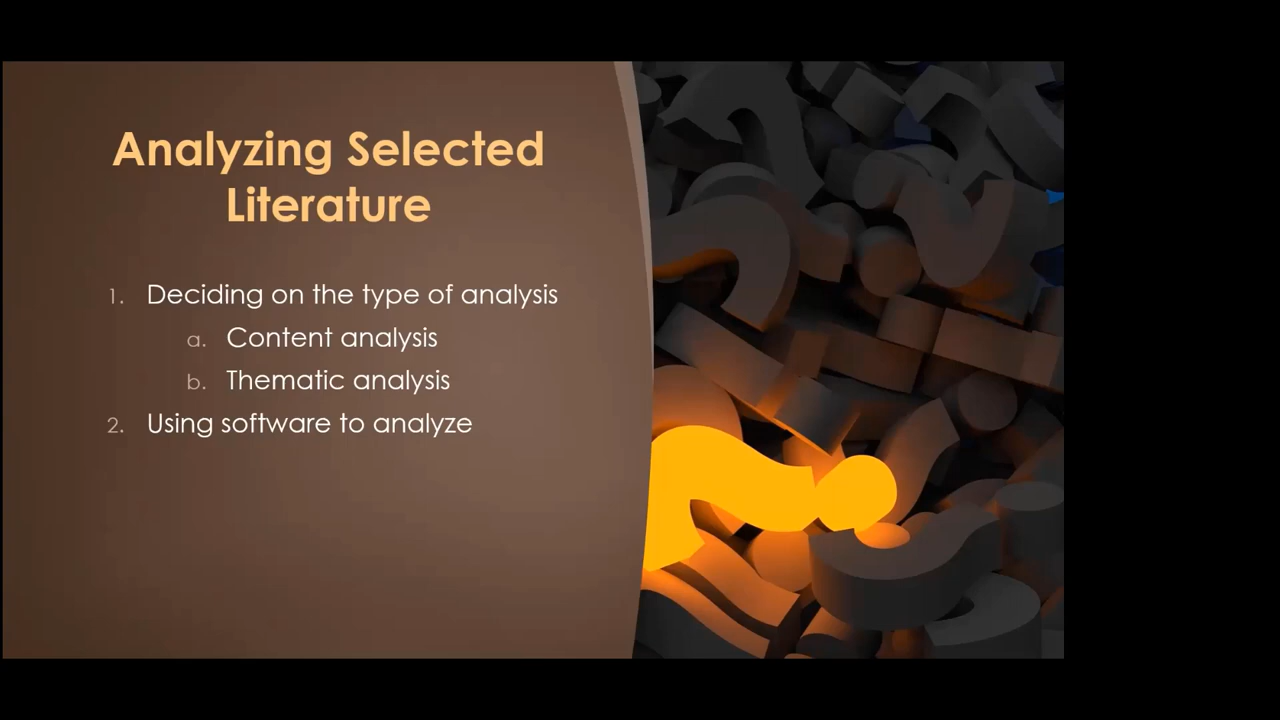 Analyzing Selected
Literature
1. Deciding on the type of analysis
a. Content analysis
b. Thematic analysis
2. Using software to analyze